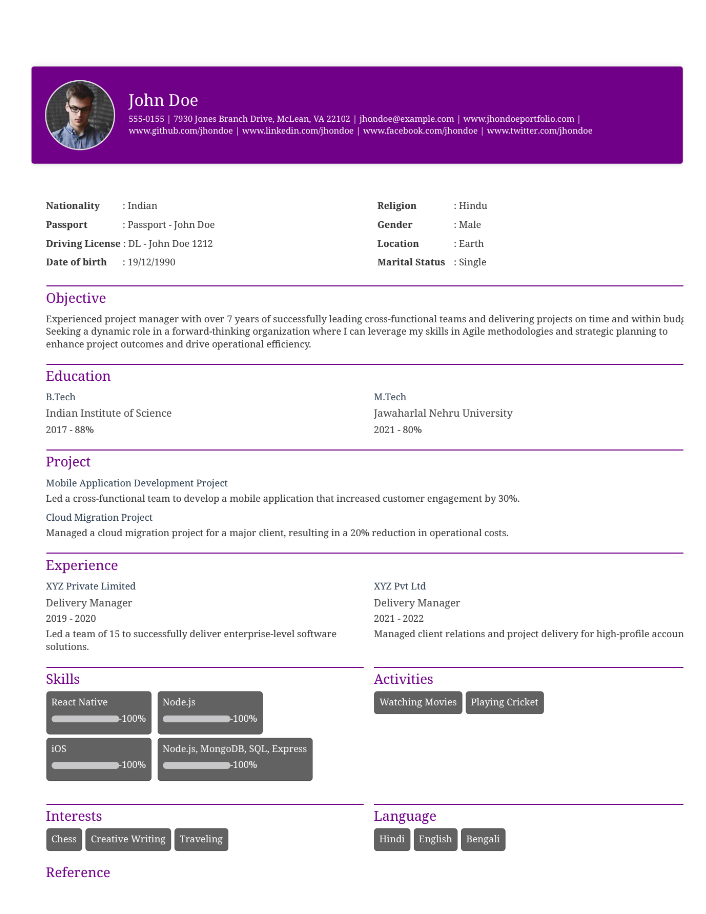 John Doe
555-0155 | 7930 Jones Branch Drive, McLean, VA 22102 | jhondoe@example.com | www.jhondoeportfolio.com |
www.github.com/jhondoe | www.linkedin.com/jhondoe | www.facebook.com/jhondoe | www.twitter.com/jhondoe
Nationality : Indian
Passport : Passport - John Doe
Driving License : DL - John Doe 1212
Date of birth : 19/12/1990
Religion : Hindu
Gender : Male
Location : Earth
Marital Status : Single
Objective
Experienced project manager with over 7 years of successfully leading cross-functional teams and delivering projects on time and within budg
Seeking a dynamic role in a forward-thinking organization where I can leverage my skills in Agile methodologies and strategic planning to
enhance project outcomes and drive operational efficiency.
Education
B.Tech
Indian Institute of Science
2017 - 88%
M.Tech
Jawaharlal Nehru University
2021 - 80%
Project
Mobile Application Development Project
Led a cross-functional team to develop a mobile application that increased customer engagement by 30%.
Cloud Migration Project
Managed a cloud migration project for a major client, resulting in a 20% reduction in operational costs.
Experience
XYZ Private Limited
Delivery Manager
2019 - 2020
Led a team of 15 to successfully deliver enterprise-level software
solutions.
XYZ Pvt Ltd
Delivery Manager
2021 - 2022
Managed client relations and project delivery for high-profile accoun
Skills
React Native
-100%
Node.js
-100%
iOS
-100%
Node.js, MongoDB, SQL, Express
-100%
Activities
Watching Movies
Playing Cricket
Interests
Chess
Creative Writing
Traveling
Language
Hindi
English
Bengali
Reference